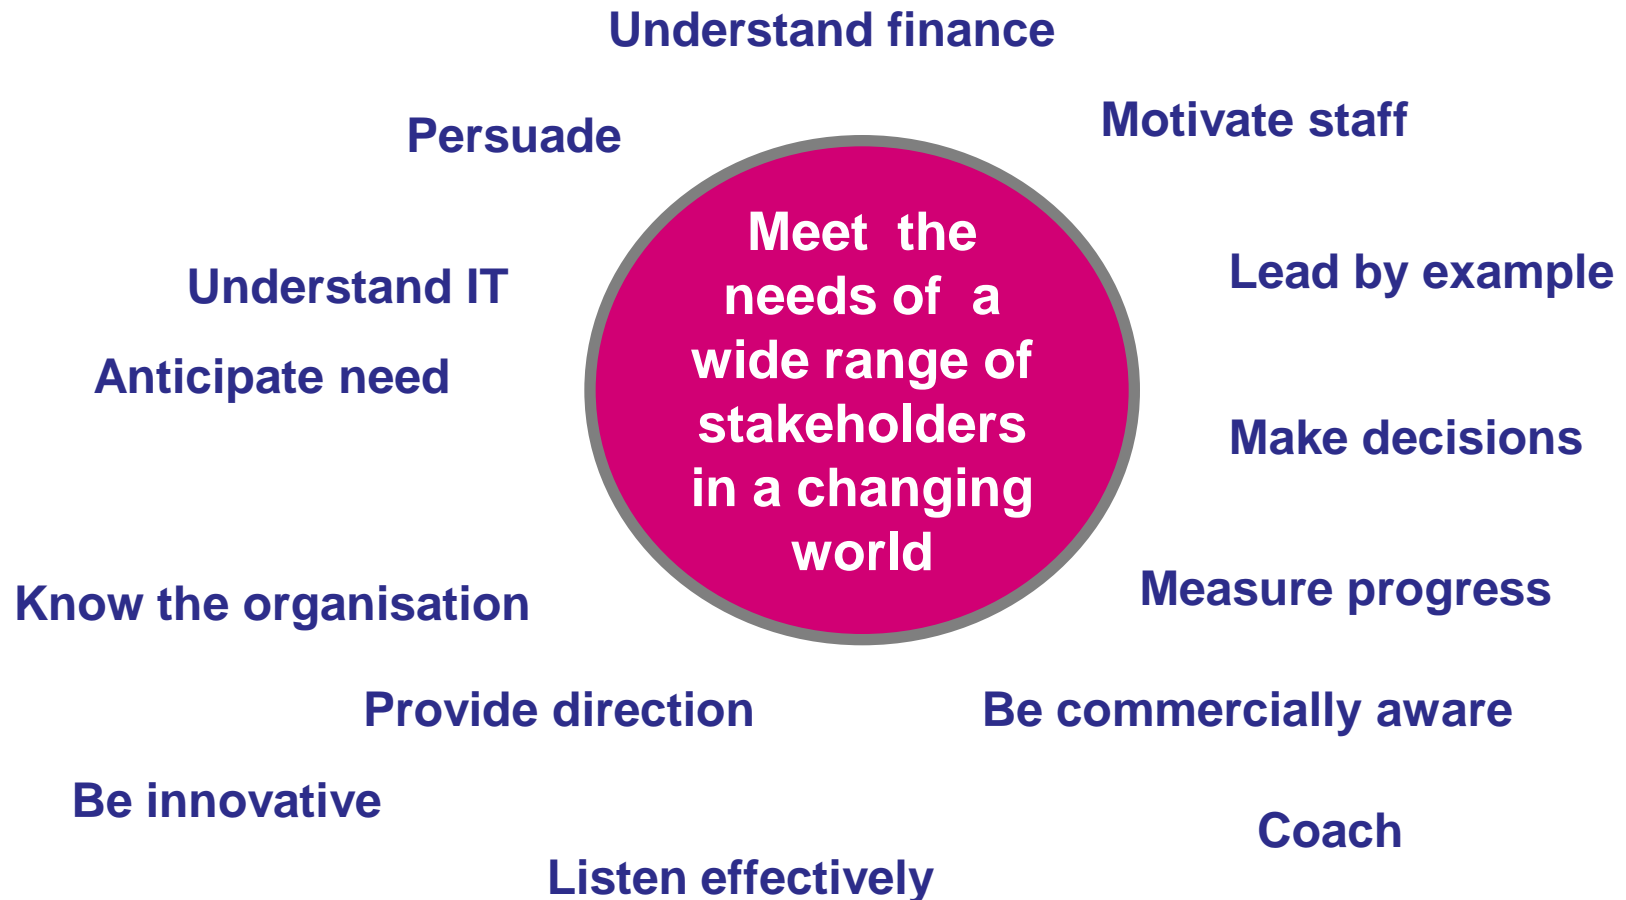 Understand finance
Motivate staff
Persuade
Lead by example
Understand IT
Anticipate need
Make decisions
Meet the
needs of a
wide range of
stakeholders
in a changing
world
Know the organisation
Measure progress
Provide direction
Be commercially aware
Be innovative
Coach
Listen effectively